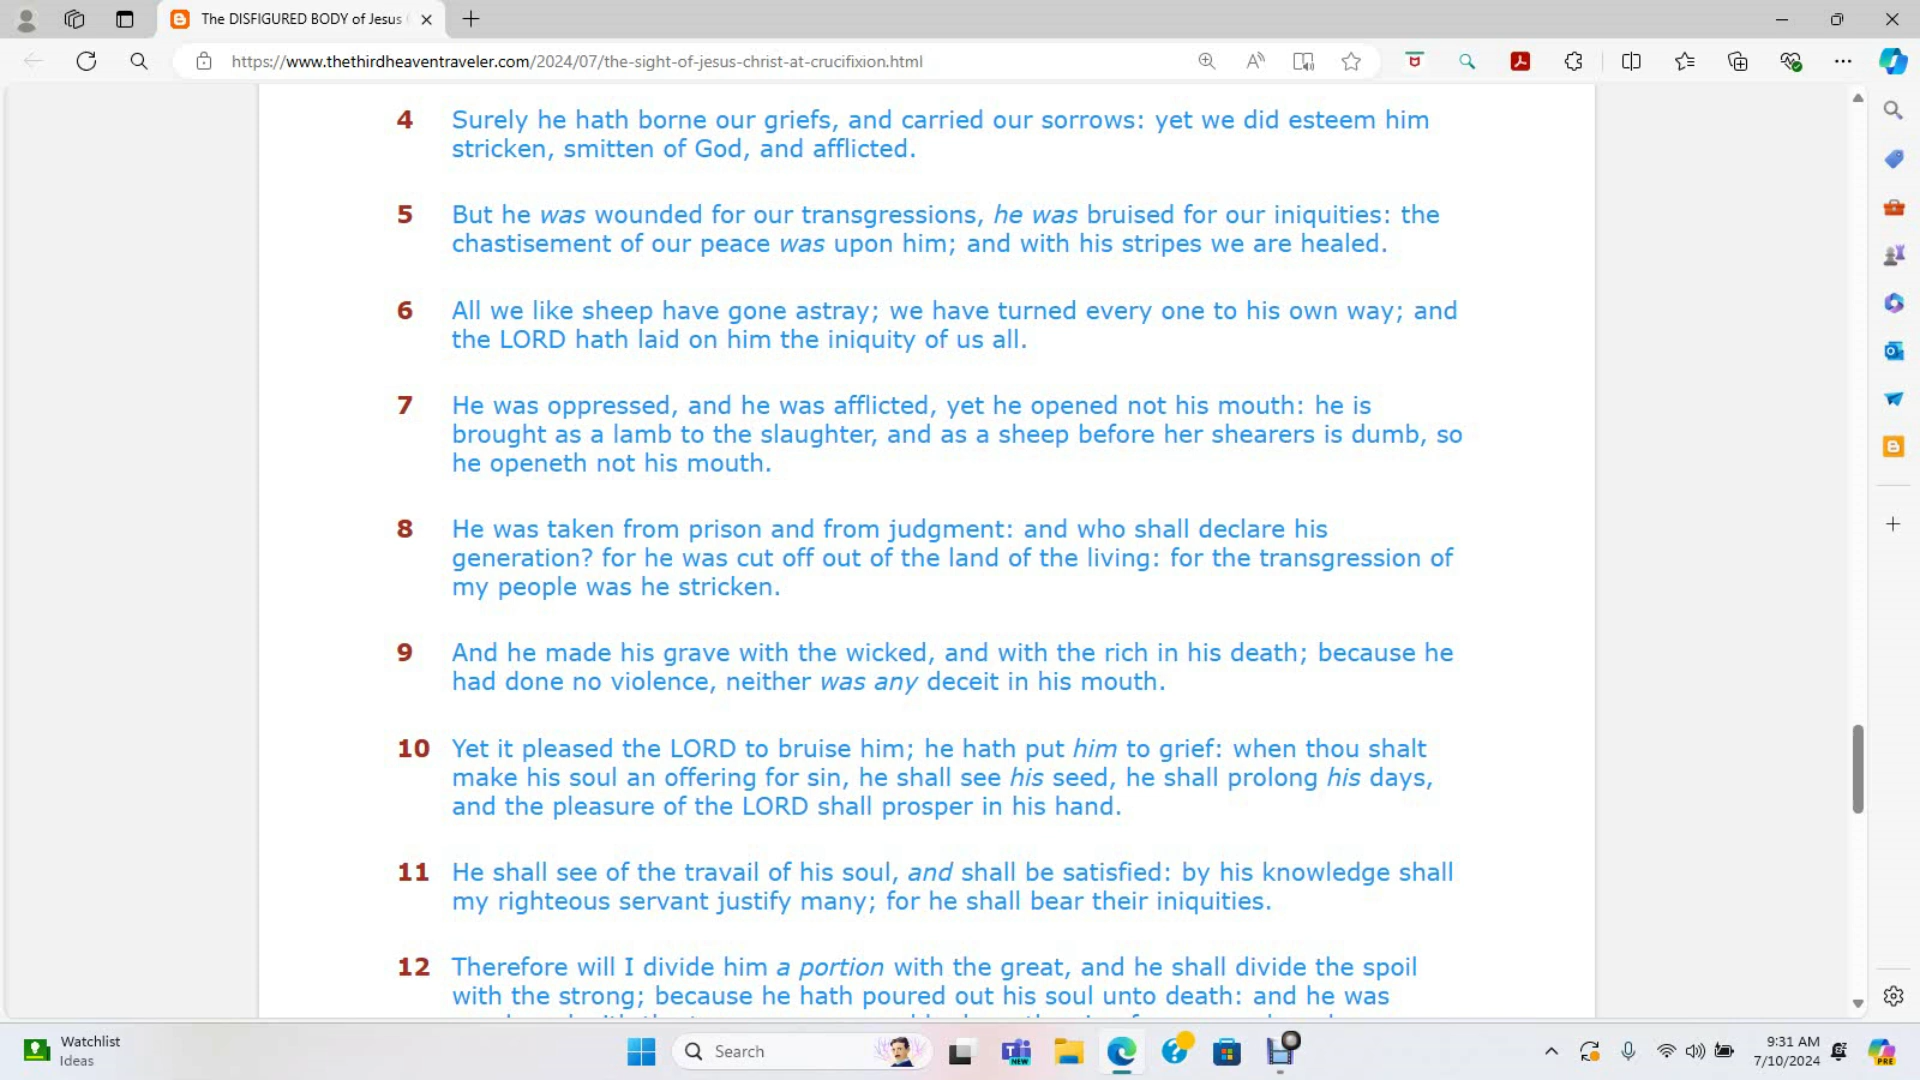 The DISFIGURED BODY of Jesus
https://www.thethirdheaventraveler.com/2024/07/the-sight-of-jesus-christ-at-crucifixion.html
4 Surely he hath borne our griefs, and carried our sorrows: yet we did esteem him
stricken, smitten of God, and afflicted.
5 But he was wounded for our transgressions, he was bruised for our iniquities: the
chastisement of our peace was upon him; and with his stripes we are healed.
6 All we like sheep have gone astray; we have turned every one to his own way; and
the LORD hath laid on him the iniquity of us all.
7 He was oppressed, and he was afflicted, yet he opened not his mouth: he is
brought as a lamb to the slaughter, and as a sheep before her shearers is dumb, so
he openeth not his mouth.
8 He was taken from prison and from judgment: and who shall declare his
generation? for he was cut off out of the land of the living: for the transgression of
my people was he stricken.
9 And he made his grave with the wicked, and with the rich in his death; because he
had done no violence, neither was any deceit in his mouth.
10 Yet it pleased the LORD to bruise him; he hath put him to grief: when thou shalt
make his soul an offering for sin, he shall see his seed, he shall prolong his days,
and the pleasure of the LORD shall prosper in his hand.
11 He shall see of the travail of his soul, and shall be satisfied: by his knowledge shall
my righteous servant justify many; for he shall bear their iniquities.
12 Therefore will I divide him a portion with the great, and he shall divide the spoil
with the strong; because he hath poured out his soul unto death: and he was
Watchlist
Ideas
Search
NEW
9:31 AM
7/10/2024
PRE